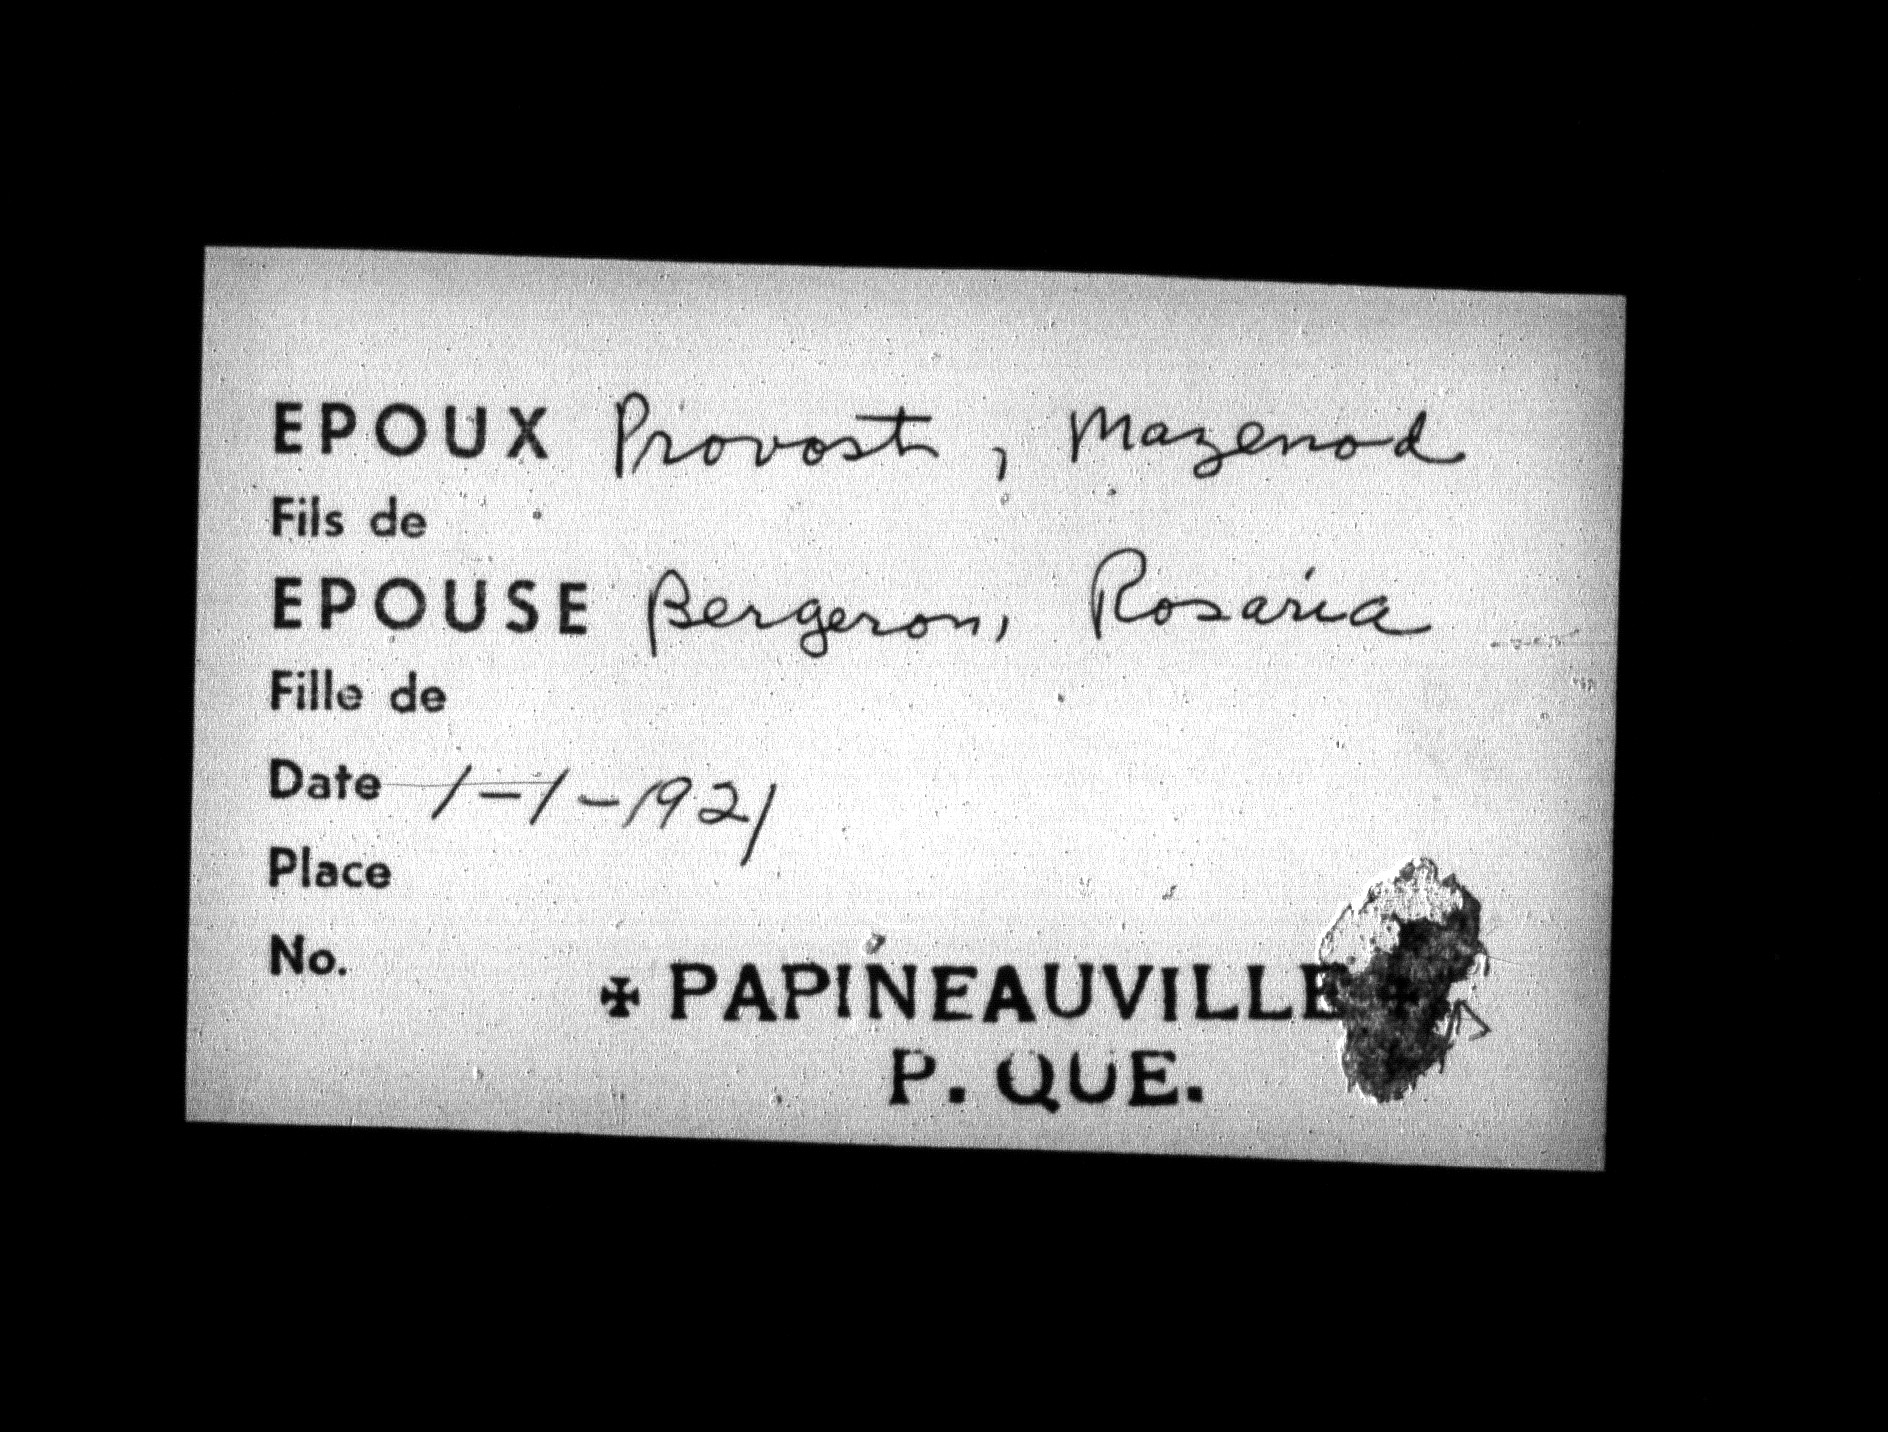 EPOUX Provost, Mazenod
Fils de
EPOUSE Bergeron, Rosaria
Fille de
Date 1-1-1921
Place
No.
✠ PAPINEAUVILLE ✠
P. QUE.